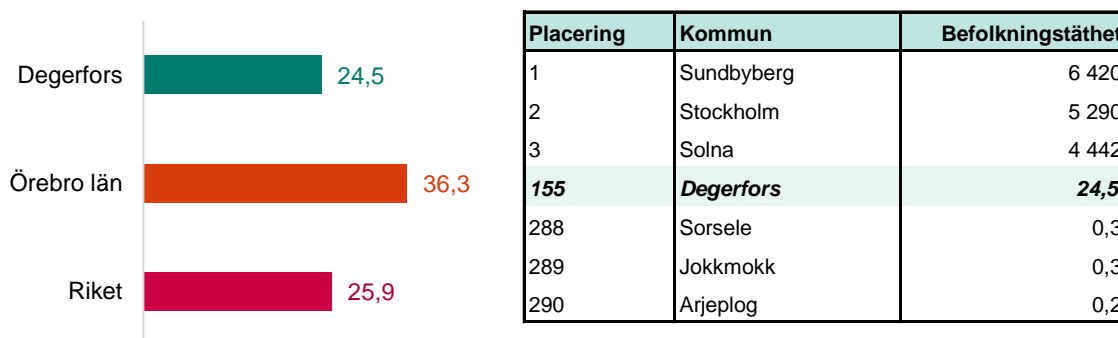 Degerfors 24,5
Örebro län 36,3
Riket 25,9
Placering Kommun Befolkningstäthet
1 Sundbyberg 6 420
2 Stockholm 5 290
3 Solna 4 442
155 Degerfors 24,5
288 Sorsele 0,3
289 Jokkmokk 0,3
290 Arjeplog 0,2